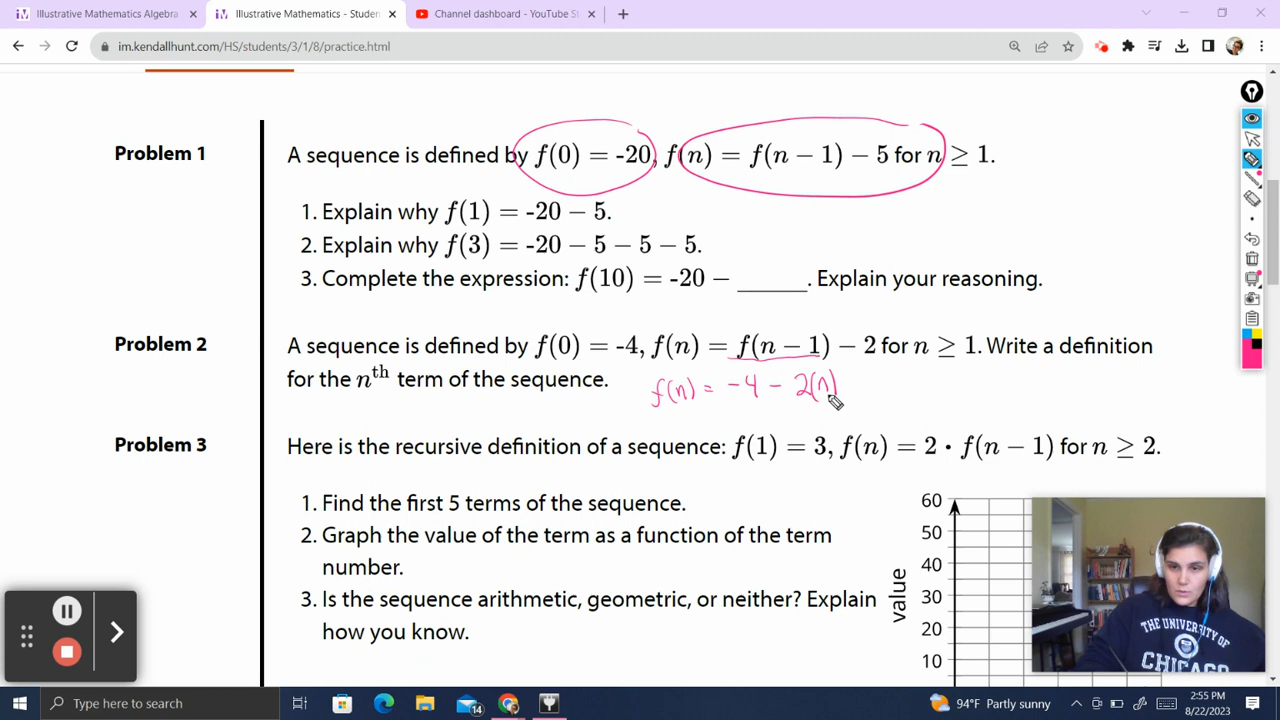 Illustrative Mathematics Algebra
Illustrative Mathematics - Studen
Channel dashboard - YouTube St
im.kendallhunt.com/HS/students/3/1/8/practice.html
Problem 1
A sequence is defined by f(0) = -20, f(n) = f(n − 1) − 5 for n ≥ 1.
1. Explain why f(1) = -20 − 5.
2. Explain why f(3) = -20 − 5 − 5 − 5.
3. Complete the expression: f(10) = -20 − ______. Explain your reasoning.
Problem 2
A sequence is defined by f(0) = -4, f(n) = f(n − 1) − 2 for n ≥ 1. Write a definition
for the nth term of the sequence.
f(n) = -4 - 2(n)
Problem 3
Here is the recursive definition of a sequence: f(1) = 3, f(n) = 2 • f(n − 1) for n ≥ 2.
1. Find the first 5 terms of the sequence.
2. Graph the value of the term as a function of the term
number.
3. Is the sequence arithmetic, geometric, or neither? Explain
how you know.
60
50
40
30
20
10
value
THE UNIVERSITY OF
CHICAGO
Type here to search
14
94°F Partly sunny
2:55 PM
8/22/2023